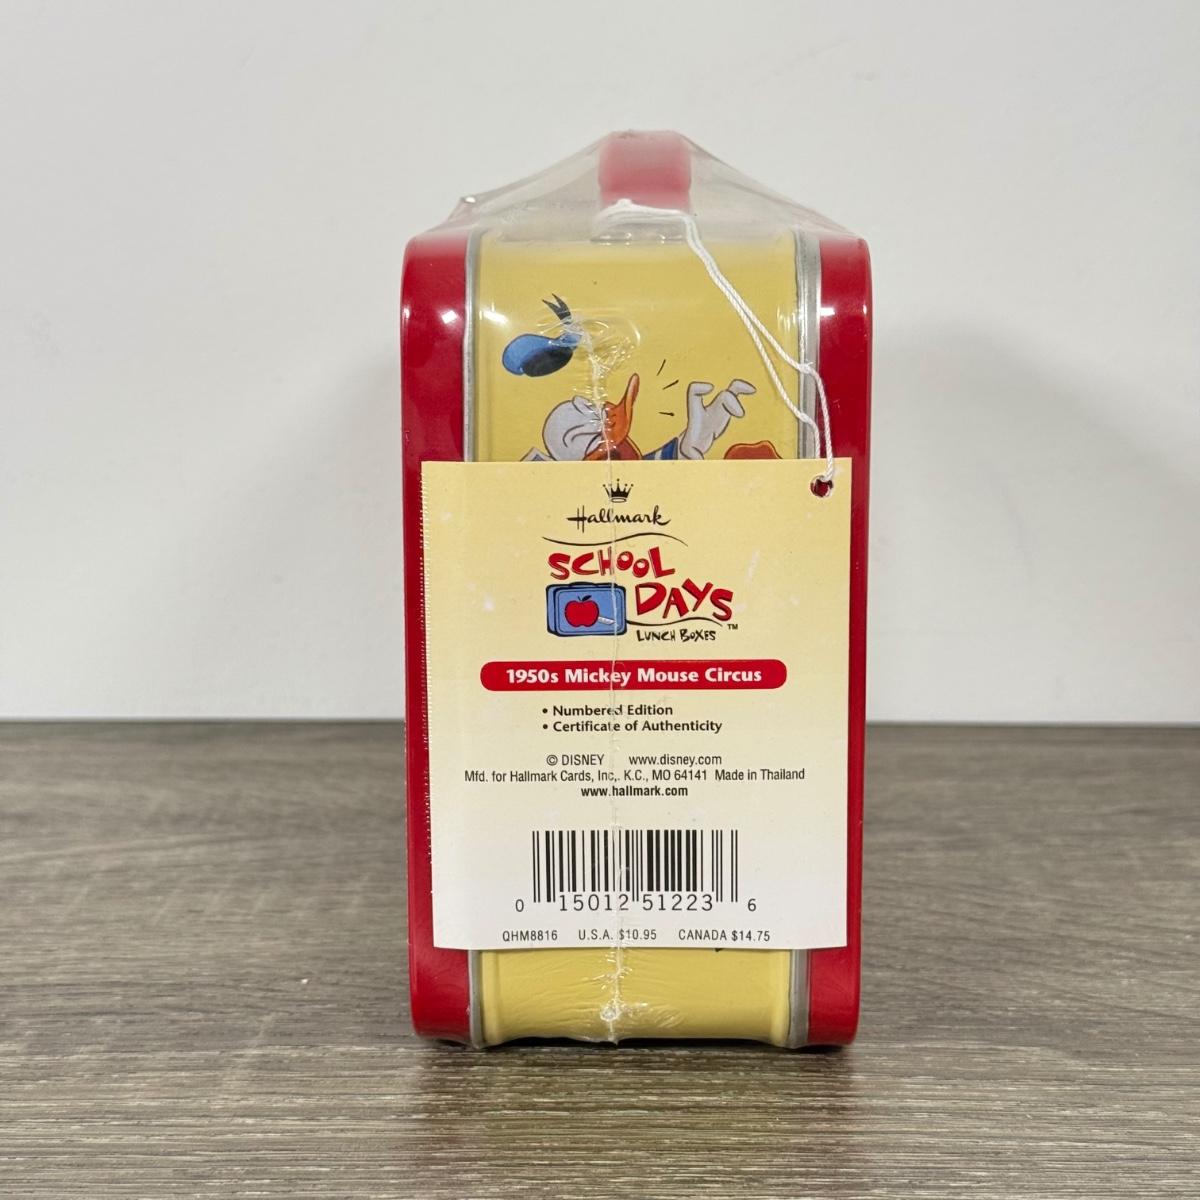 Hallmark
SCHOOL
DAYS™
LUNCH BOXES
1950s Mickey Mouse Circus
• Numbered Edition
• Certificate of Authenticity
© DISNEY www.disney.com
Mfd. for Hallmark Cards, Inc,. K.C., MO 64141 Made in Thailand
www.hallmark.com
0 15012 51223 6
QHM8816 U.S.A. $10.95 CANADA $14.75